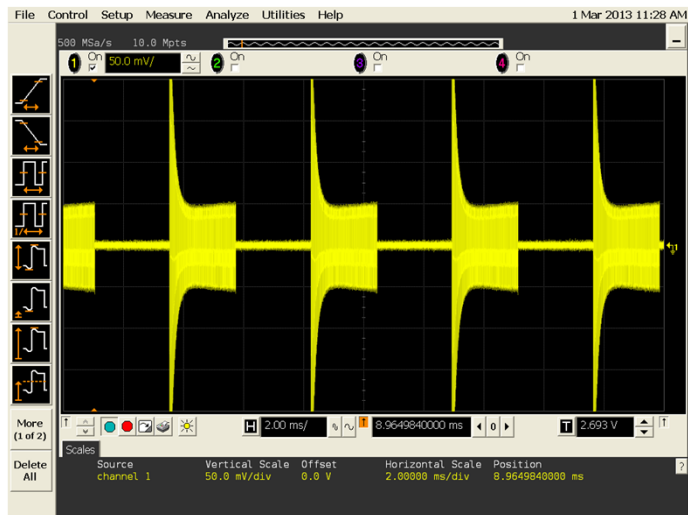 File Control Setup Measure Analyze Utilities Help 1 Mar 2013 11:28 AM
500 MSa/s 10.0 Mpts
1 On 50.0 mV/ 2 On 3 On 4 On
1
More
(1 of 2)
H 2.00 ms/ 8.9649840000 ms 0 T 2.693 V
Delete
All
Scales
Source Vertical Scale Offset Horizontal Scale Position ?
channel 1 50.0 mV/div 0.0 V 2.00000 ms/div 8.9649840000 ms